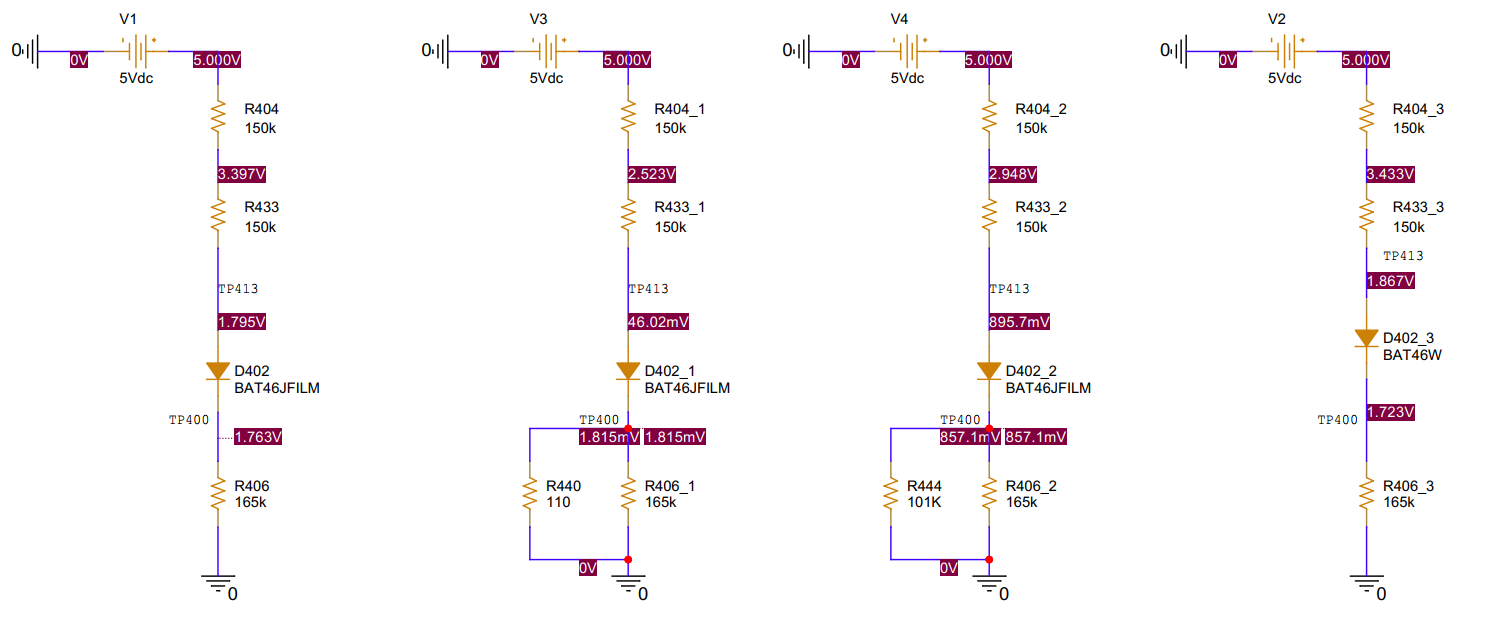 V1
0
0V
5.000V
5Vdc
R404
150k
3.397V
R433
150k
TP413
1.795V
D402
BAT46JFILM
TP400
1.763V
R406
165k
0
V3
0
0V
5.000V
5Vdc
R404_1
150k
2.523V
R433_1
150k
TP413
46.02mV
D402_1
BAT46JFILM
TP400
1.815mV
1.815mV
R440
110
R406_1
165k
0V
0
V4
0
0V
5.000V
5Vdc
R404_2
150k
2.948V
R433_2
150k
TP413
895.7mV
D402_2
BAT46JFILM
TP400
857.1mV
857.1mV
R444
101K
R406_2
165k
0V
0
V2
0
0V
5.000V
5Vdc
R404_3
150k
3.433V
R433_3
150k
TP413
1.867V
D402_3
BAT46W
1.723V
TP400
R406_3
165k
0